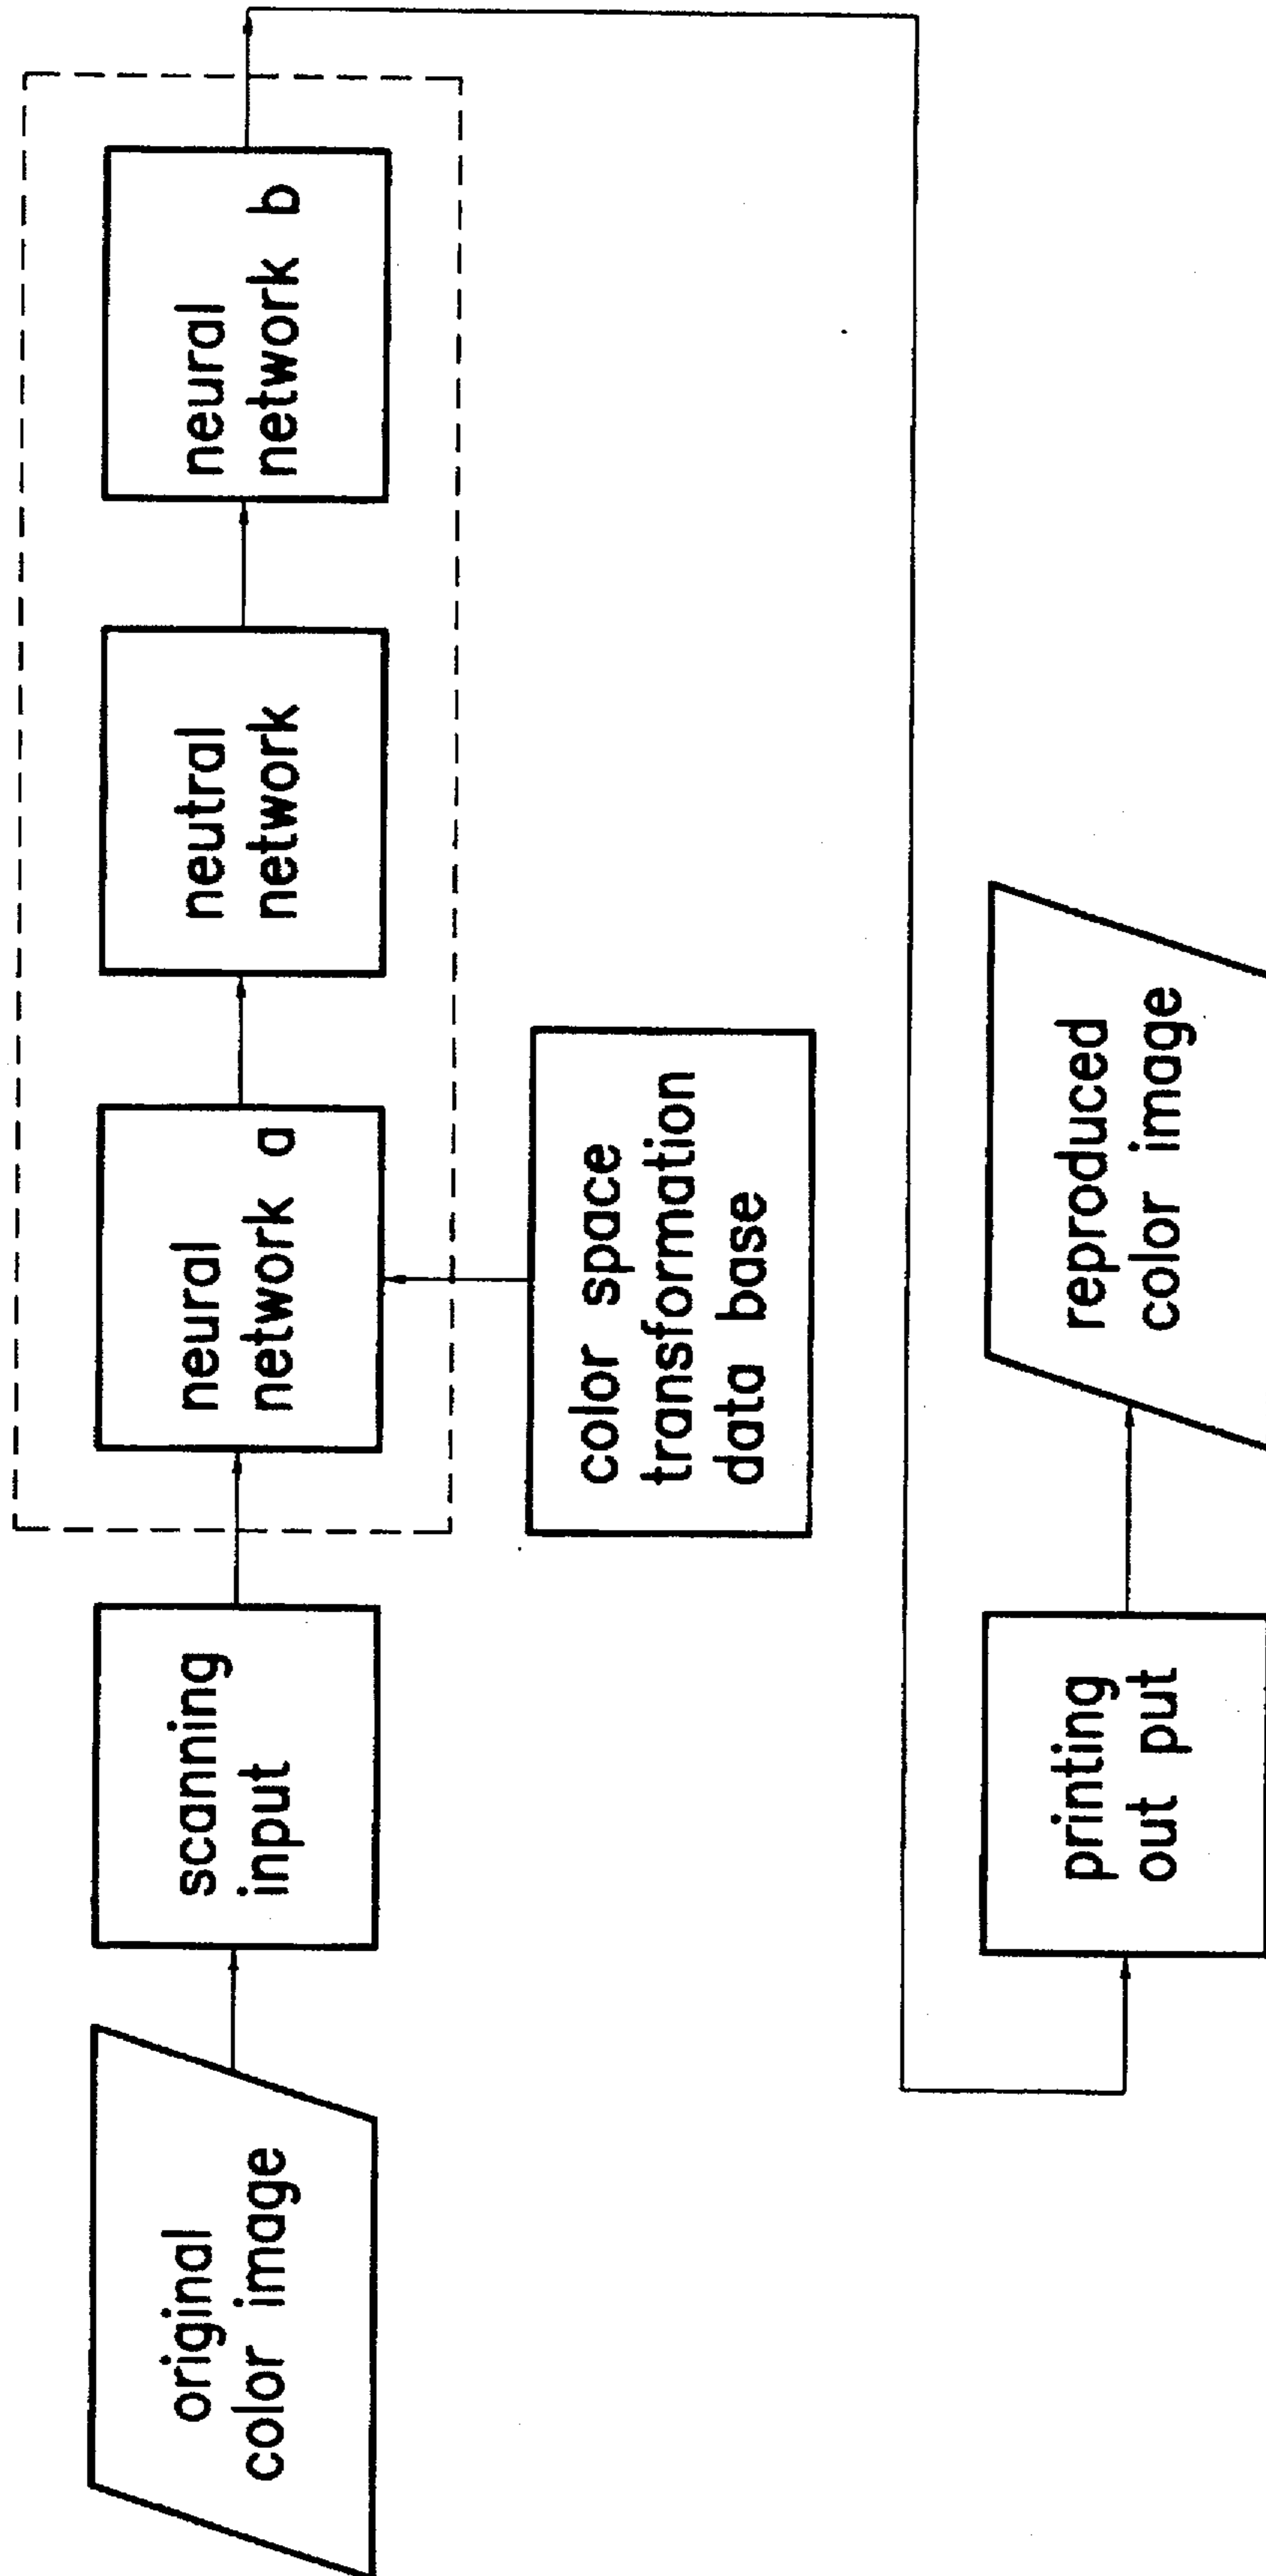 original
color image
scanning
input
neural
network a
neutral
network
neural
network b
color space
transformation
data base
printing
out put
reproduced
color image